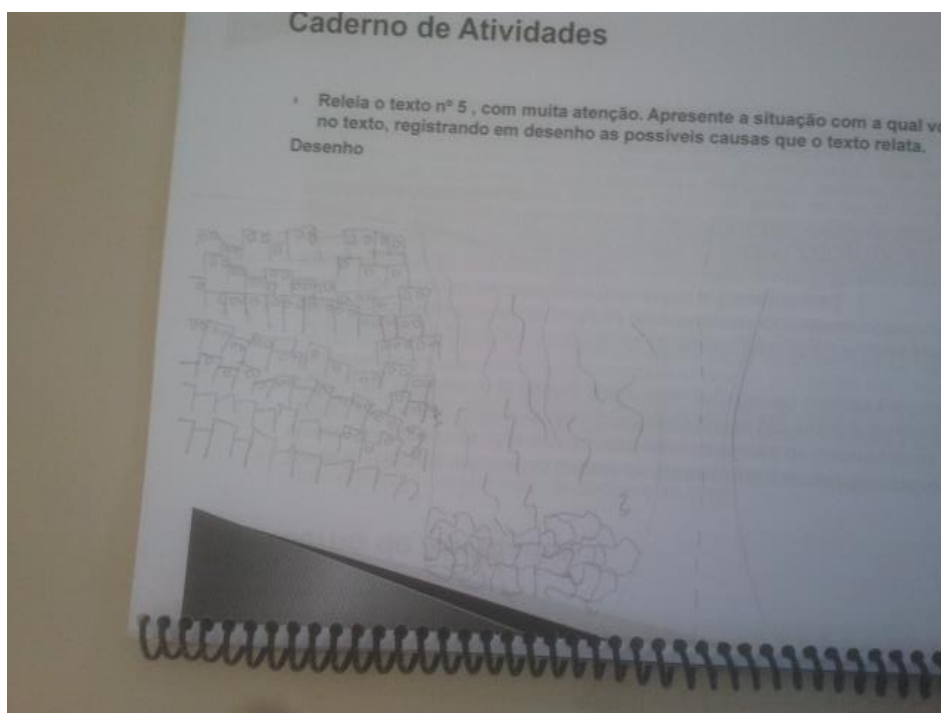 Caderno de Atividades
Releia o texto nº 5 , com muita atenção. Apresente a situação com a qual
no texto, registrando em desenho as possíveis causas que o texto relata.
Desenho